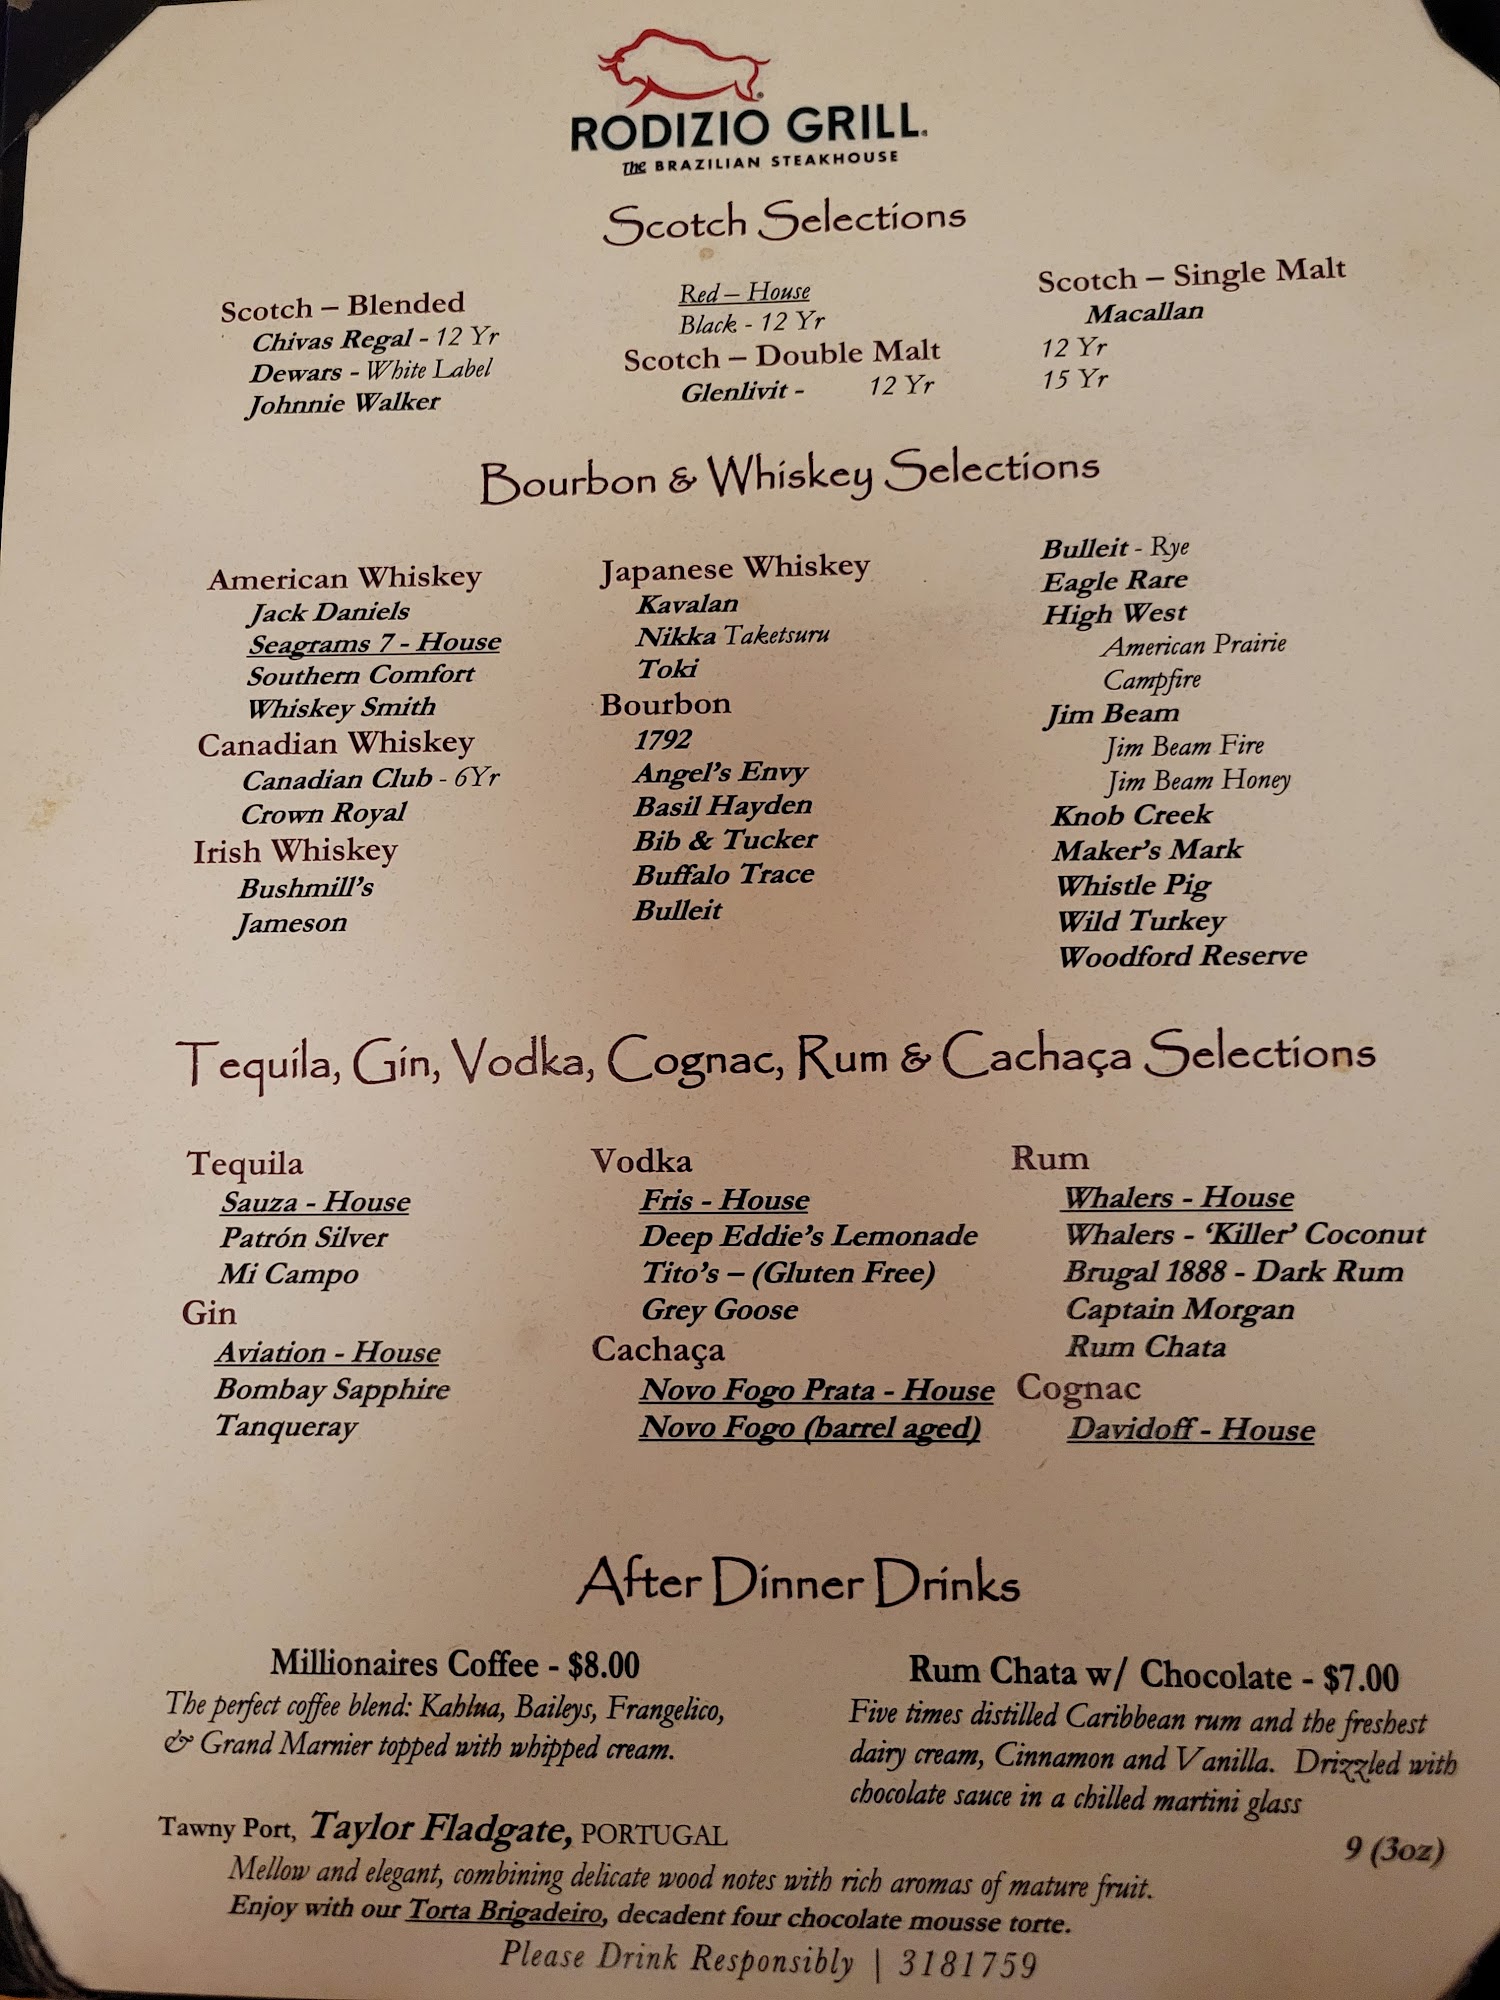 RODIZIO GRILL®
The BRAZILIAN STEAKHOUSE
Scotch Selections
Scotch – Blended
Chivas Regal - 12 Yr
Dewars - White Label
Johnnie Walker
Red – House
Black - 12 Yr
Scotch – Double Malt
Glenlivit - 12 Yr
Scotch – Single Malt
Macallan
12 Yr
15 Yr
Bourbon & Whiskey Selections
American Whiskey
Jack Daniels
Seagrams 7 - House
Southern Comfort
Whiskey Smith
Canadian Whiskey
Canadian Club - 6Yr
Crown Royal
Irish Whiskey
Bushmill's
Jameson
Japanese Whiskey
Kavalan
Nikka Taketsuru
Toki
Bourbon
1792
Angel's Envy
Basil Hayden
Bib & Tucker
Buffalo Trace
Bulleit
Bulleit - Rye
Eagle Rare
High West
American Prairie
Campfire
Jim Beam
Jim Beam Fire
Jim Beam Honey
Knob Creek
Maker's Mark
Whistle Pig
Wild Turkey
Woodford Reserve
Tequila, Gin, Vodka, Cognac, Rum & Cachaça Selections
Tequila
Sauza - House
Patrón Silver
Mi Campo
Gin
Aviation - House
Bombay Sapphire
Tanqueray
Vodka
Fris - House
Deep Eddie's Lemonade
Tito's – (Gluten Free)
Grey Goose
Cachaça
Novo Fogo Prata - House
Novo Fogo (barrel aged)
Rum
Whalers - House
Whalers - 'Killer' Coconut
Brugal 1888 - Dark Rum
Captain Morgan
Rum Chata
Cognac
Davidoff - House
After Dinner Drinks
Millionaires Coffee - $8.00
The perfect coffee blend: Kahlua, Baileys, Frangelico,
& Grand Marnier topped with whipped cream.
Rum Chata w/ Chocolate - $7.00
Five times distilled Caribbean rum and the freshest
dairy cream, Cinnamon and Vanilla. Drizzled with
chocolate sauce in a chilled martini glass
Tawny Port, Taylor Fladgate, PORTUGAL 9 (3oz)
Mellow and elegant, combining delicate wood notes with rich aromas of mature fruit.
Enjoy with our Torta Brigadeiro, decadent four chocolate mousse torte.
Please Drink Responsibly | 3181759